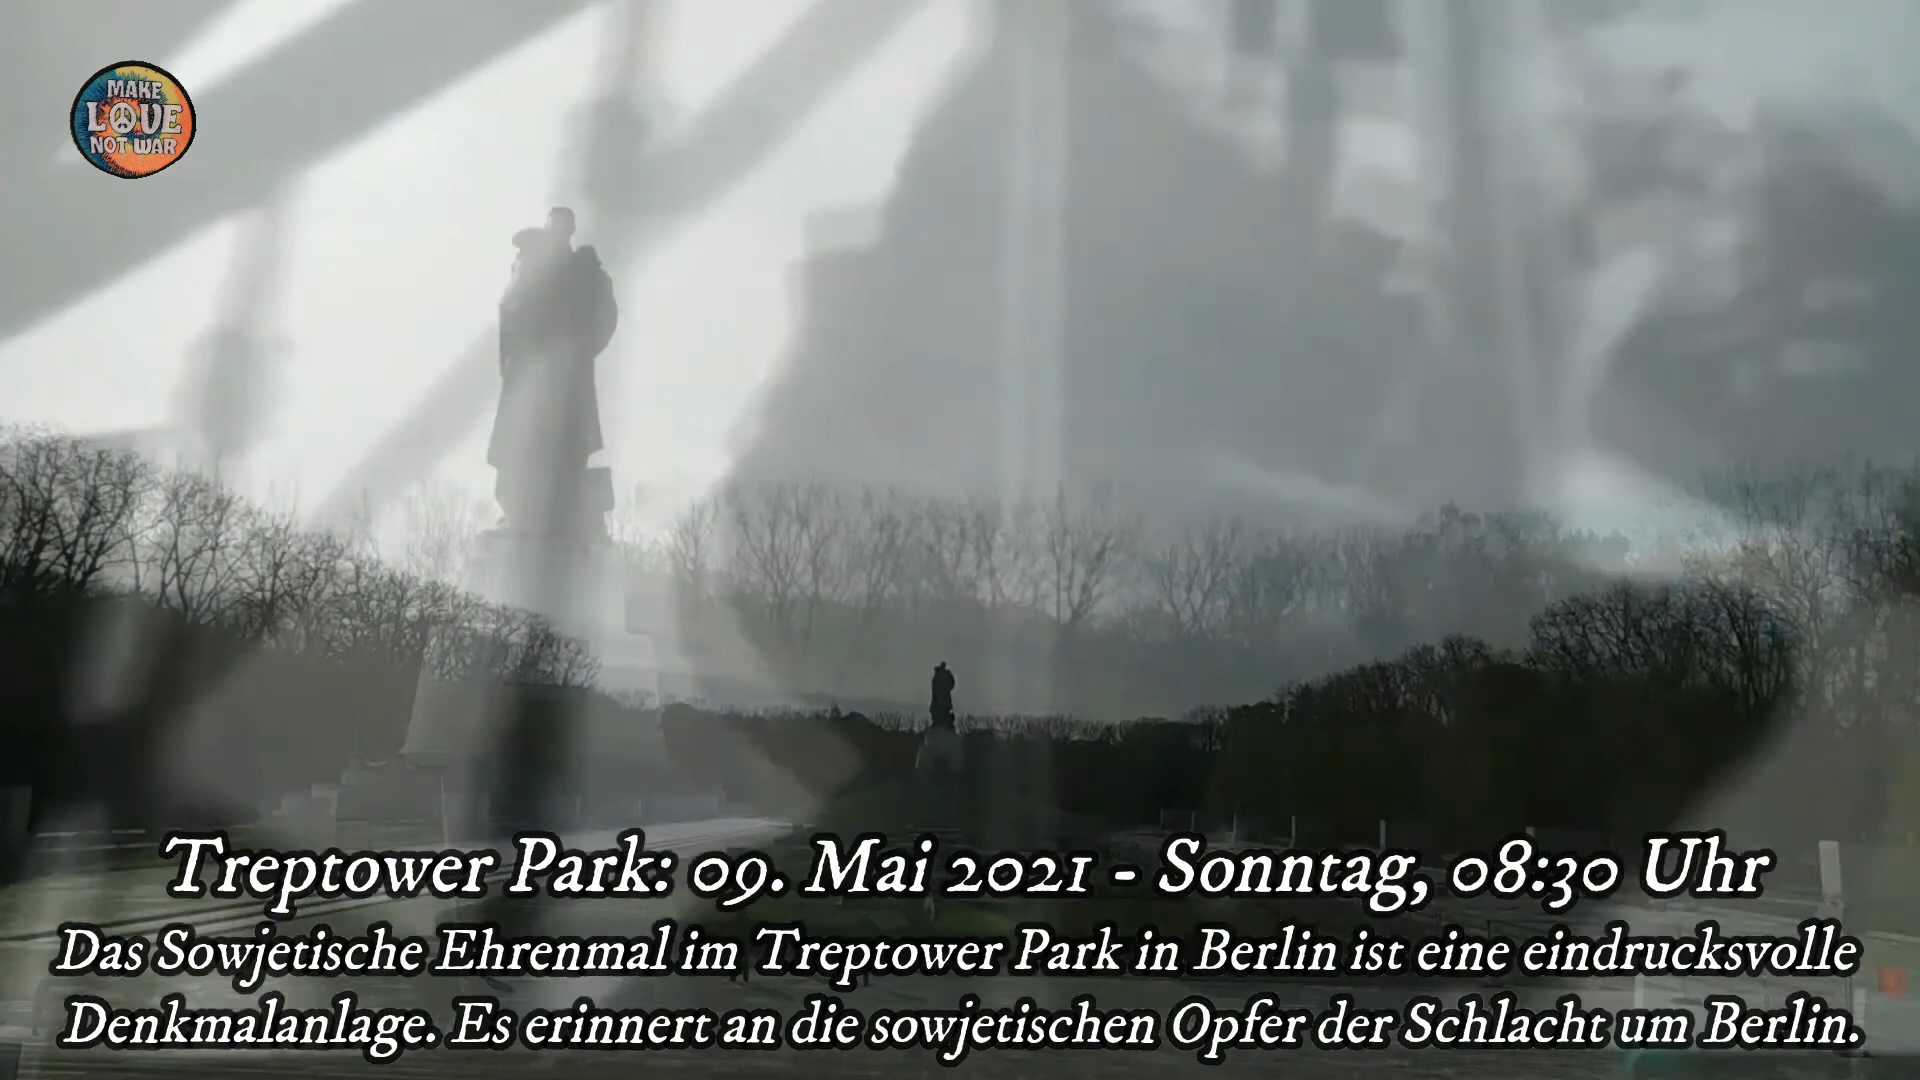 MAKE
LOVE
NOT WAR
Treptower Park: 09. Mai 2021 - Sonntag, 08:30 Uhr
Das Sowjetische Ehrenmal im Treptower Park in Berlin ist eine eindrucksvolle
Denkmalanlage. Es erinnert an die sowjetischen Opfer der Schlacht um Berlin.